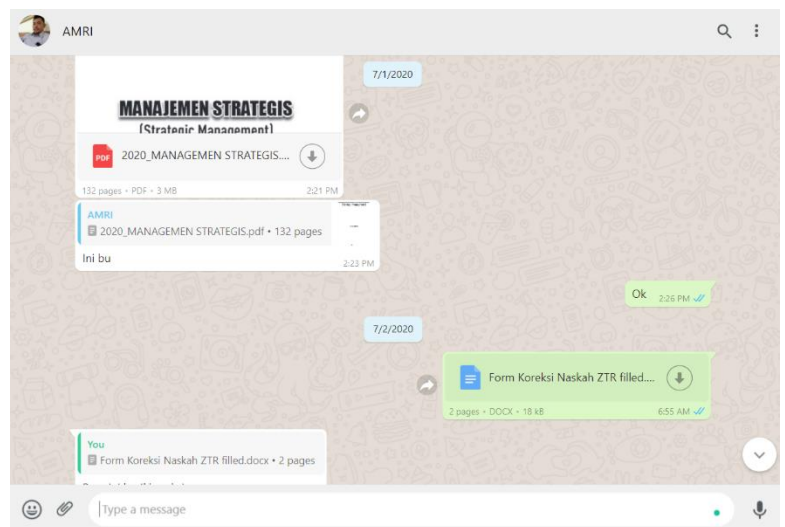 AMRI
7/1/2020
MANAJEMEN STRATEGIS
(Strategic Management)
PDF
2020_MANAGEMEN STRATEGIS....
132 pages • PDF • 3 MB
2:21 PM
AMRI
2020_MANAGEMEN STRATEGIS.pdf • 132 pages
Ini bu
2:23 PM
Ok
2:26 PM
7/2/2020
Form Koreksi Naskah ZTR filled....
2 pages • DOCX • 18 kB
6:55 AM
You
Form Koreksi Naskah ZTR filled.docx • 2 pages
Type a message